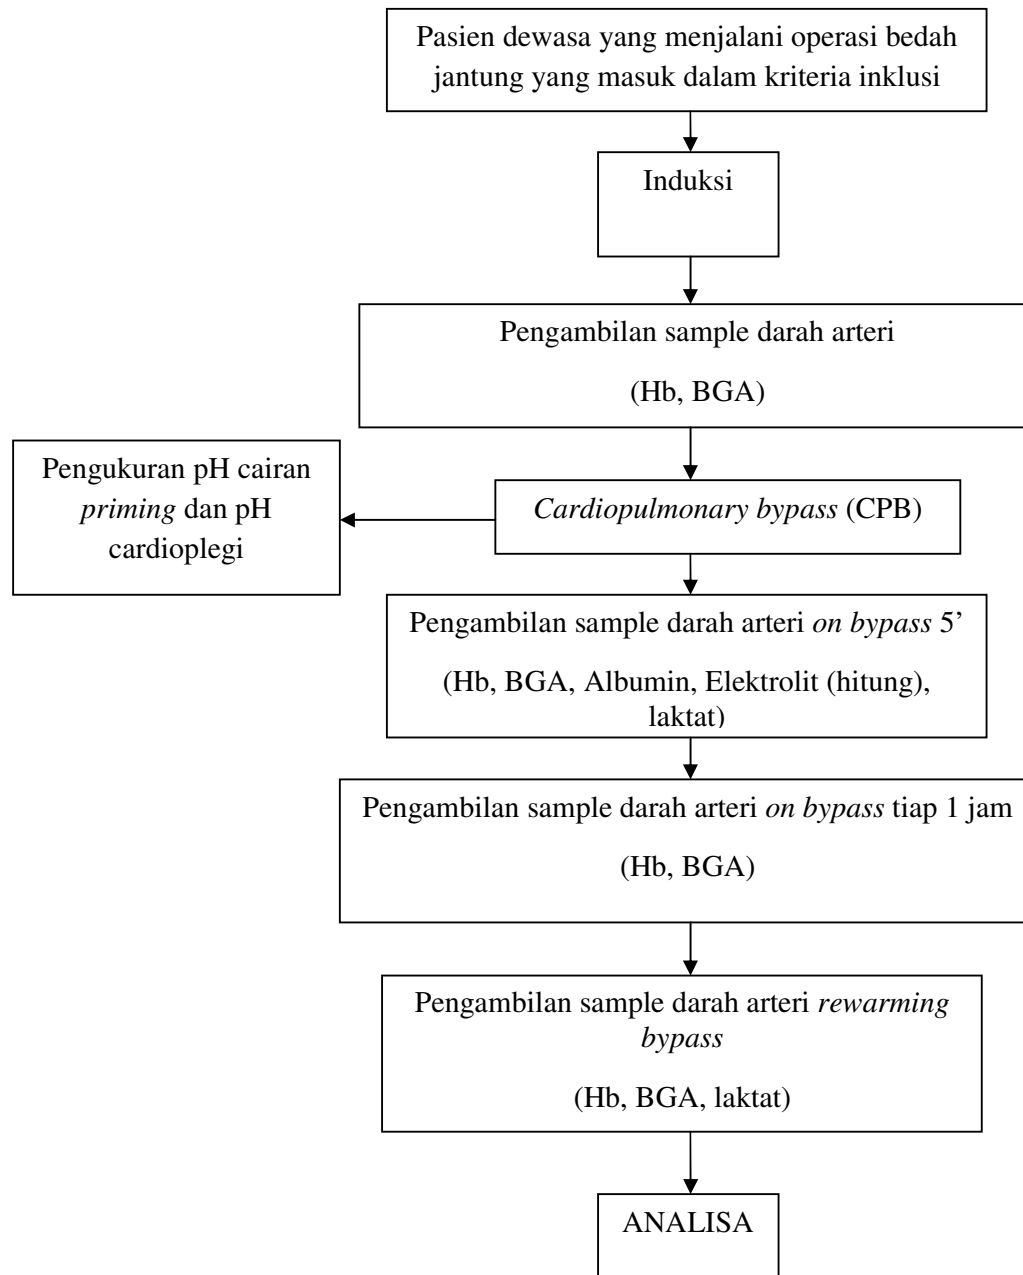 Pasien dewasa yang menjalani operasi bedah
jantung yang masuk dalam kriteria inklusi
Induksi
Pengambilan sample darah arteri
(Hb, BGA)
Pengukuran pH cairan
priming dan pH
cardioplegi
Cardiopulmonary bypass (CPB)
Pengambilan sample darah arteri on bypass 5’
(Hb, BGA, Albumin, Elektrolit (hitung),
laktat)
Pengambilan sample darah arteri on bypass tiap 1 jam
(Hb, BGA)
Pengambilan sample darah arteri rewarming
bypass
(Hb, BGA, laktat)
ANALISA